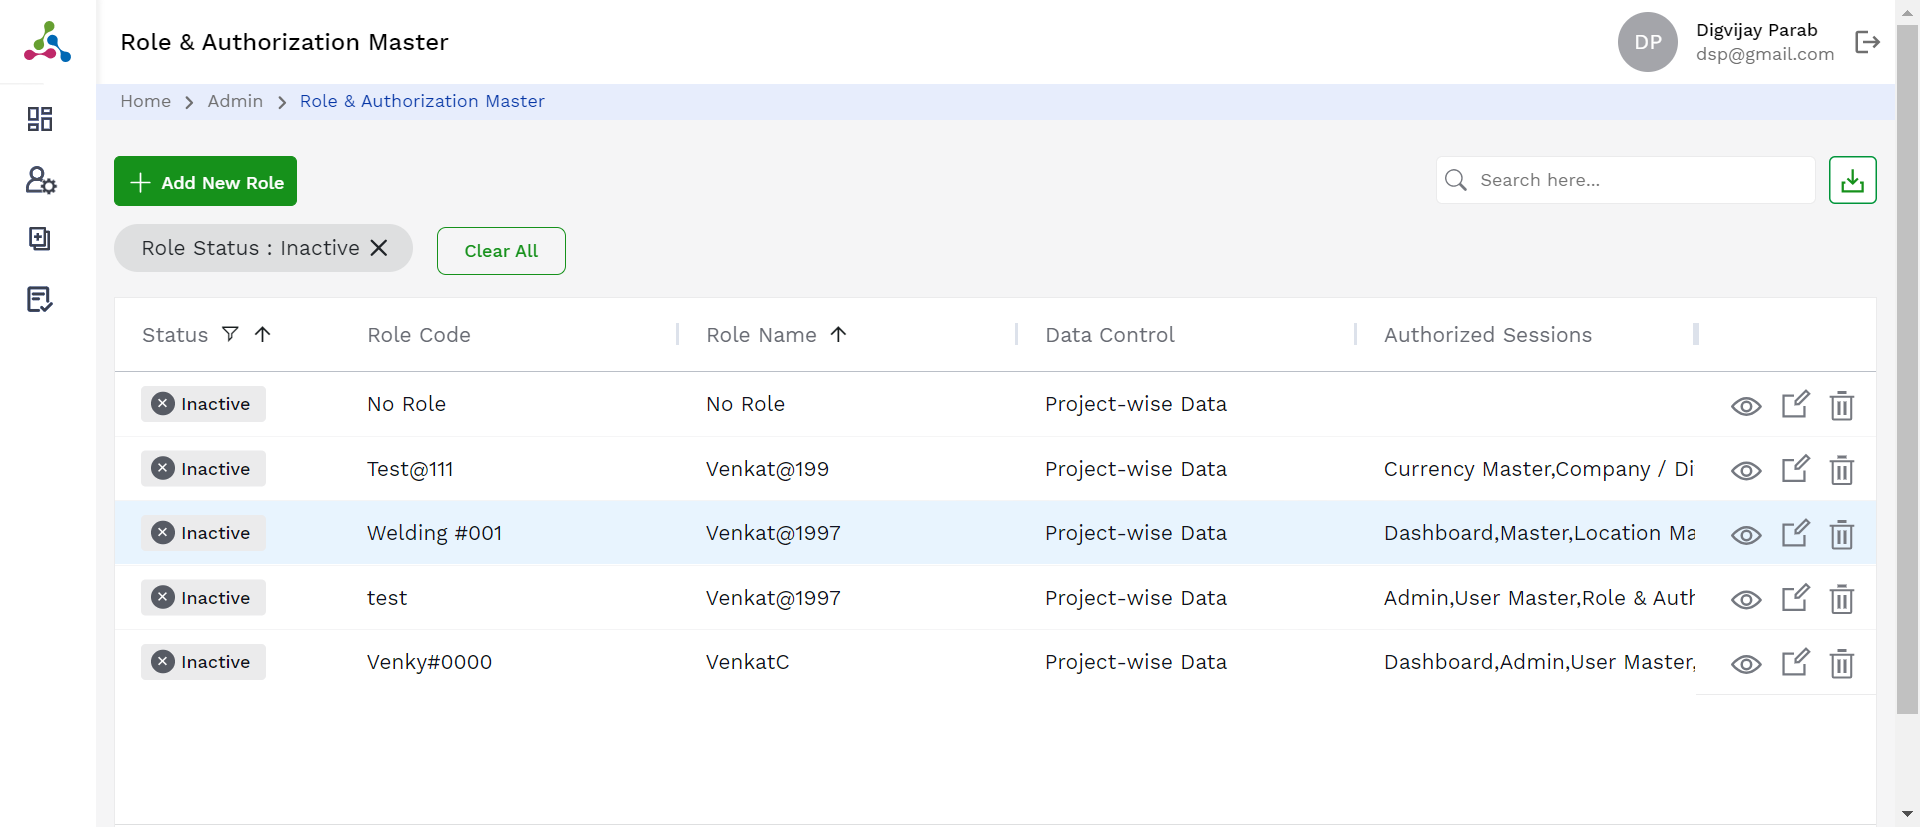 Role & Authorization Master
DP
Digvijay Parab
dsp@gmail.com
Home > Admin > Role & Authorization Master
Add New Role
Search here...
Role Status : Inactive
Clear All
Status Role Code Role Name Data Control Authorized Sessions
Inactive No Role No Role Project-wise Data
Inactive Test@111 Venkat@199 Project-wise Data Currency Master,Company / Di
Inactive Welding #001 Venkat@1997 Project-wise Data Dashboard,Master,Location Ma
Inactive test Venkat@1997 Project-wise Data Admin,User Master,Role & Auth
Inactive Venky#0000 VenkatC Project-wise Data Dashboard,Admin,User Master,